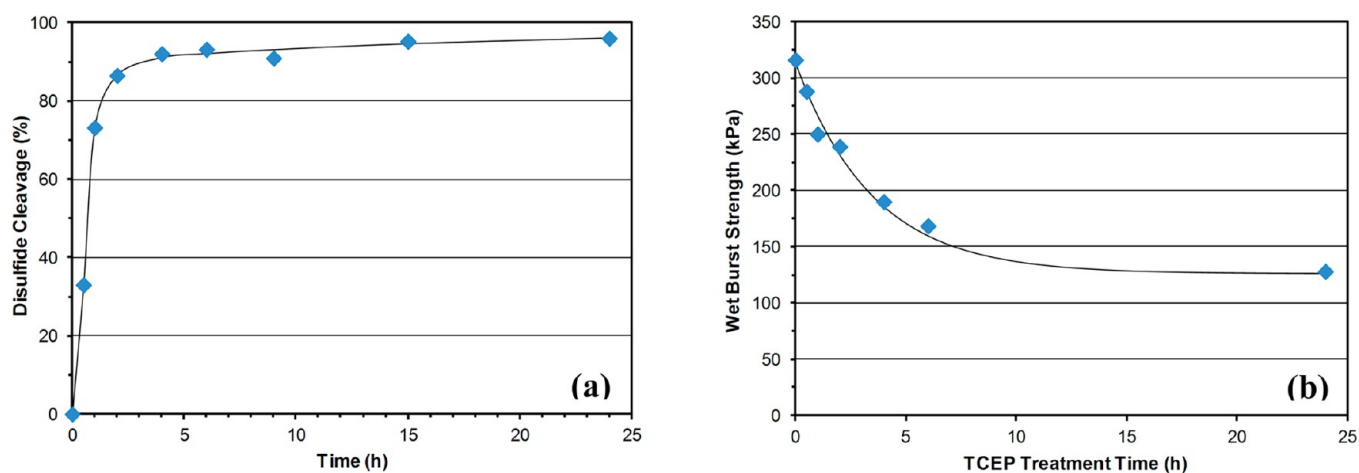 Disulfide Cleavage (%)
100
80
60
40
20
0
0 5 10 15 20 25
Time (h)
(a)
Wet Burst Strength (kPa)
350
300
250
200
150
100
50
0
0 5 10 15 20 25
TCEP Treatment Time (h)
(b)